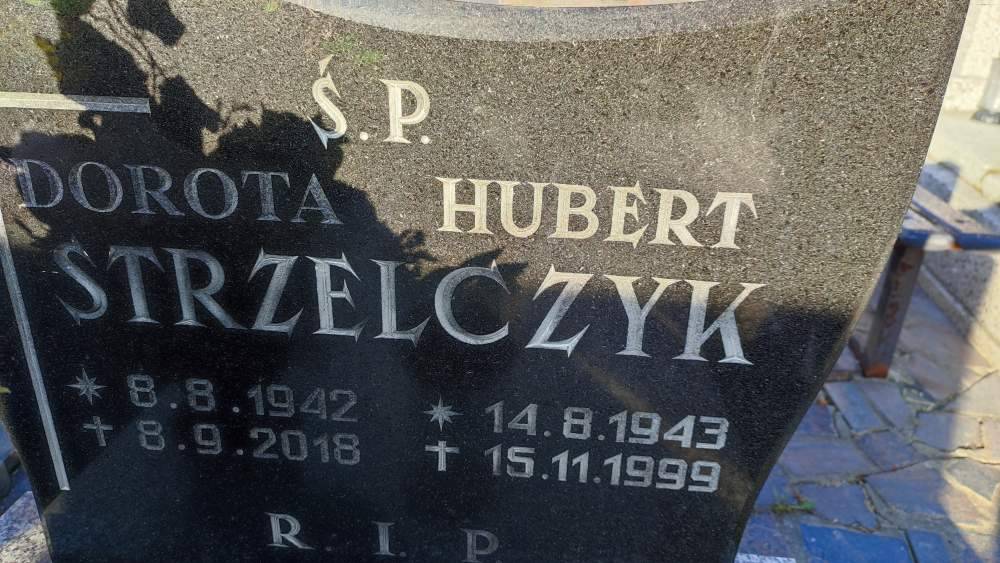 Ś.P.
DOROTA HUBERT
STRZELCZYK
* 8.8.1942 * 14.8.1943
✝ 8.9.2018 ✝ 15.11.1999
R. I. P.